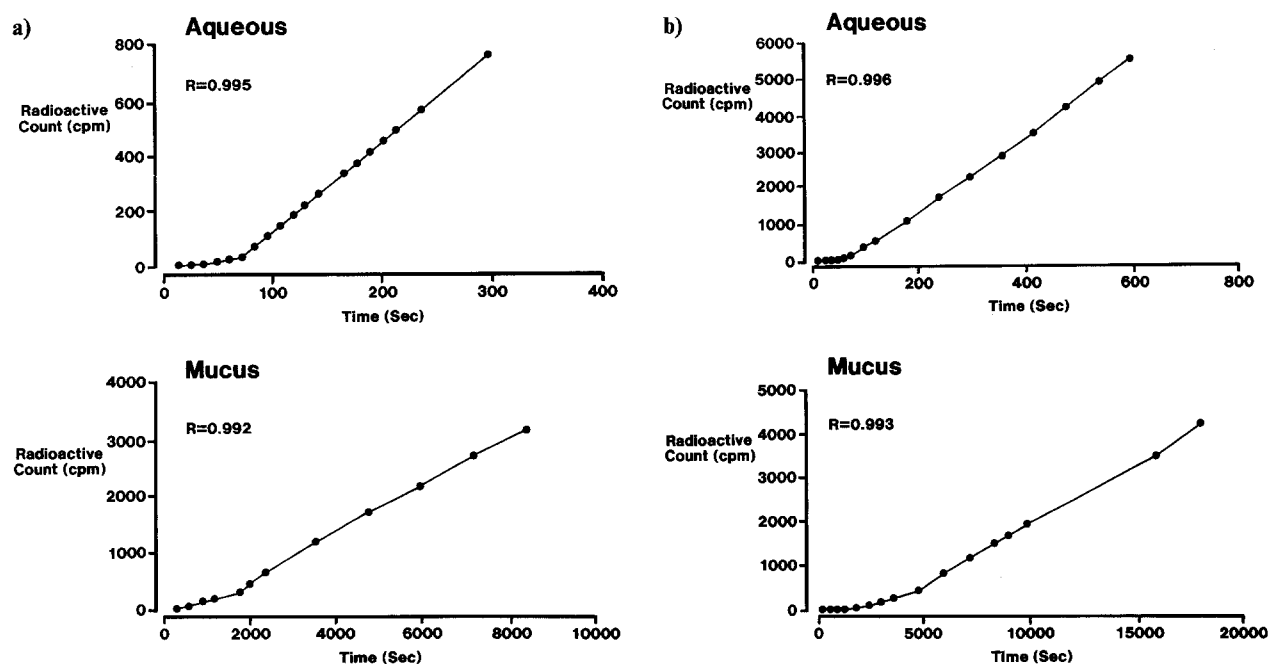 a)
Aqueous
R=0.995
Radioactive
Count (cpm)
800
600
400
200
0
0 100 200 300 400
Time (Sec)
b)
Aqueous
R=0.996
Radioactive
Count (cpm)
6000
5000
4000
3000
2000
1000
0
0 200 400 600 800
Time (Sec)
Mucus
R=0.992
Radioactive
Count (cpm)
4000
3000
2000
1000
0
0 2000 4000 6000 8000 10000
Time (Sec)
Mucus
R=0.993
Radioactive
Count (cpm)
5000
4000
3000
2000
1000
0
0 5000 10000 15000 20000
Time (Sec)